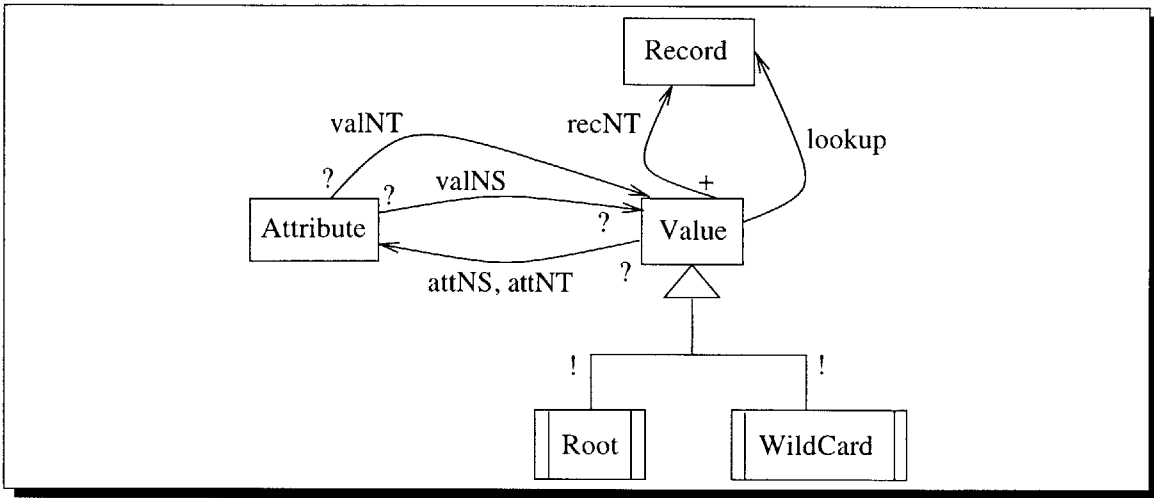 Record
valNT
recNT
lookup
?
?
valNS
+
Attribute
?
Value
?
attNS, attNT
!
!
Root
WildCard